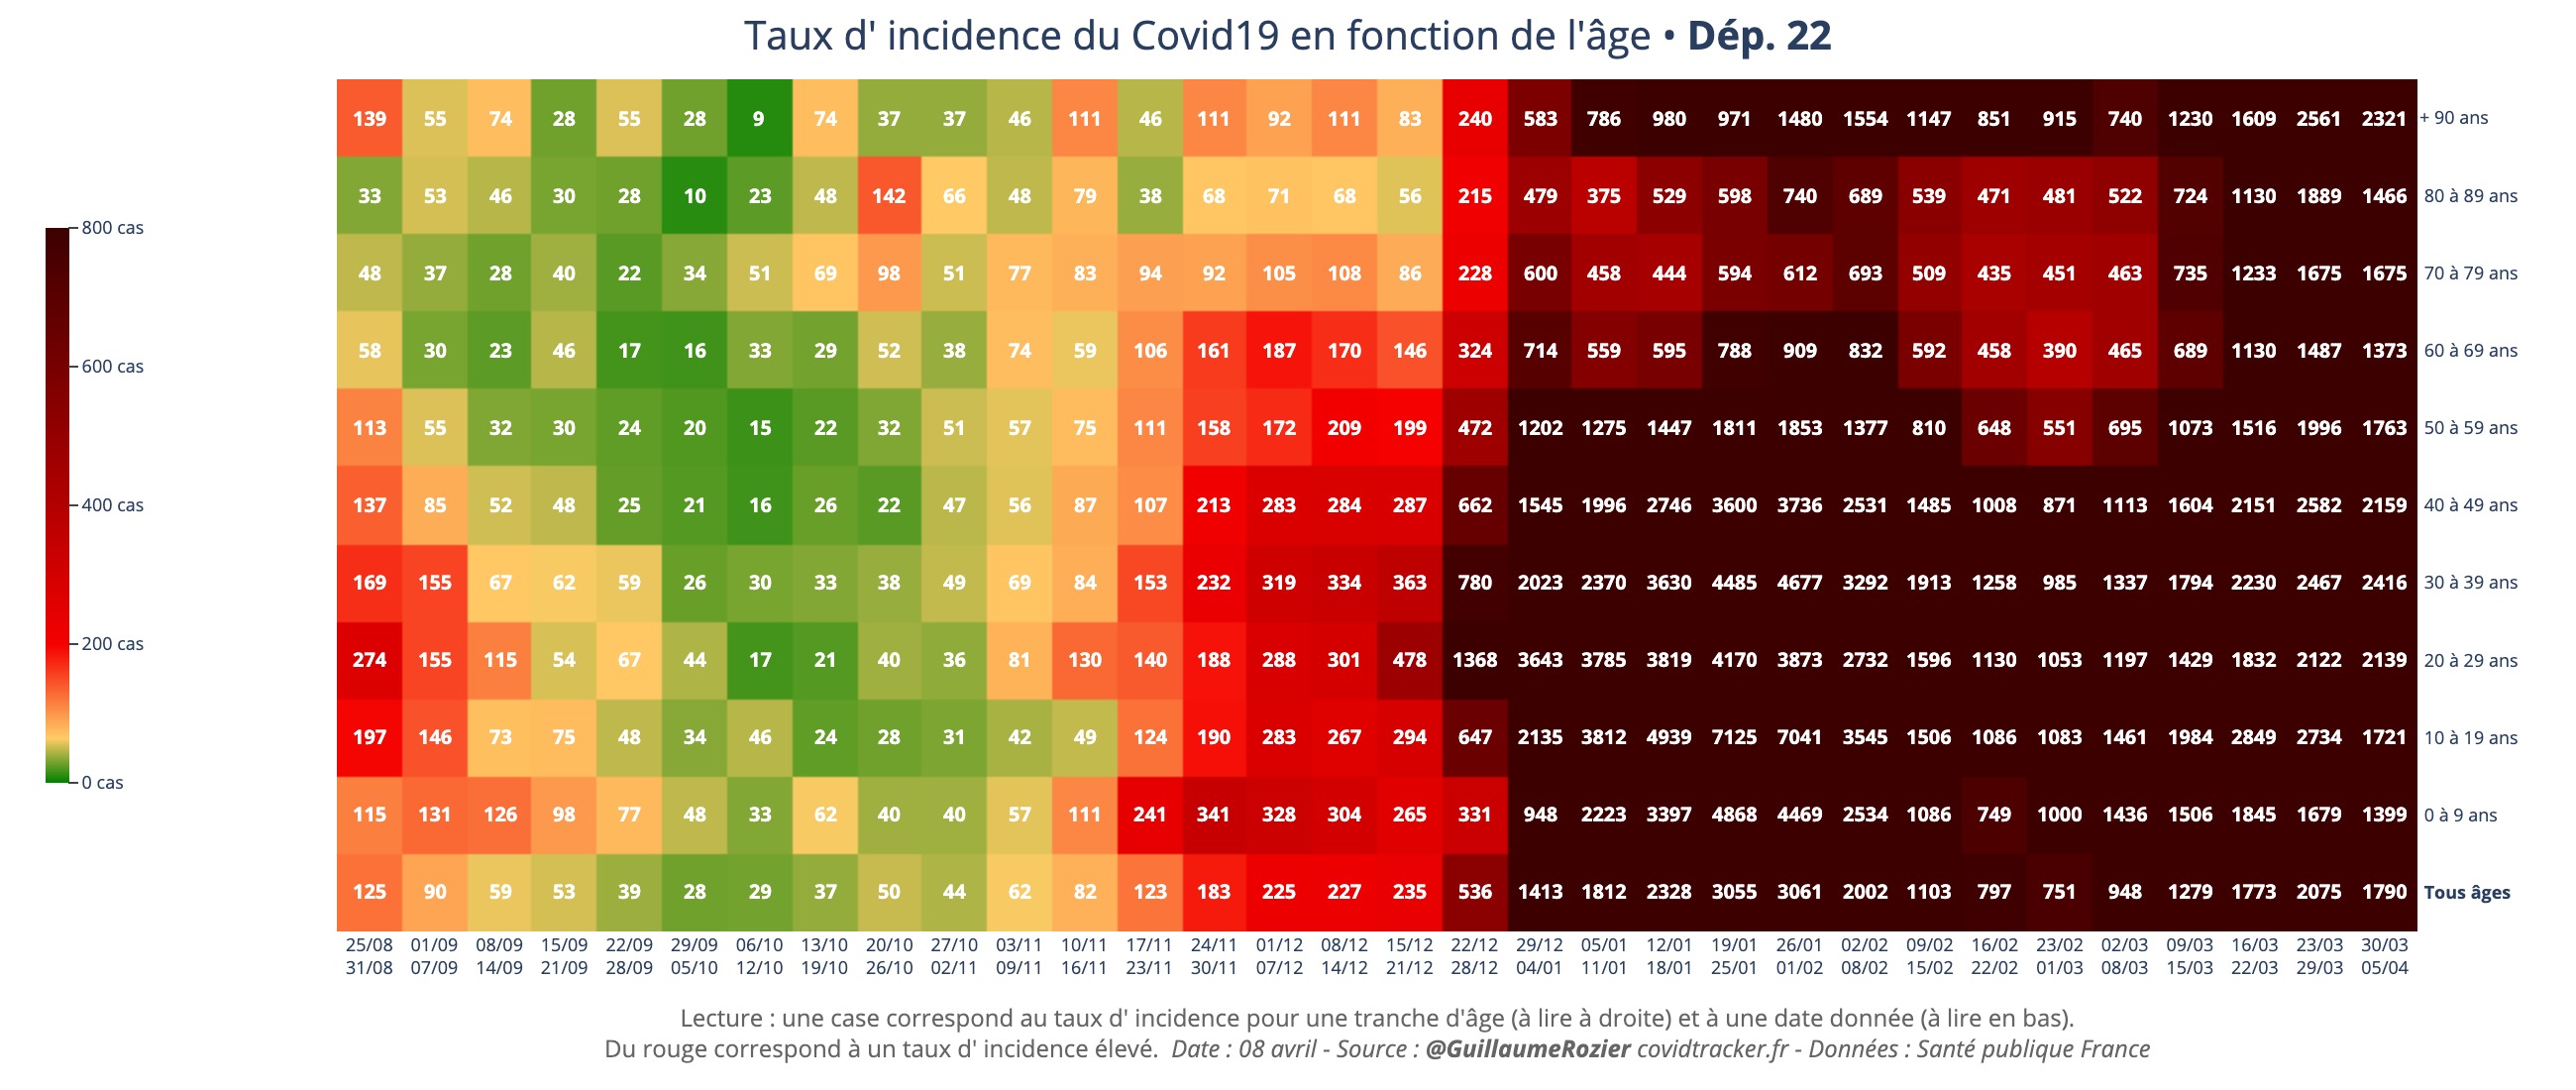 Taux d' incidence du Covid19 en fonction de l'âge • Dép. 22
139 55 74 28 55 28 9 74 37 37 46 111 46 111 92 111 83 240 583 786 980 971 1480 1554 1147 851 915 740 1230 1609 2561 2321 + 90 ans
33 53 46 30 28 10 23 48 142 66 48 79 38 68 71 68 56 215 479 375 529 598 740 689 539 471 481 522 724 1130 1889 1466 80 à 89 ans
800 cas
48 37 28 40 22 34 51 69 98 51 77 83 94 92 105 108 86 228 600 458 444 594 612 693 509 435 451 463 735 1233 1675 1675 70 à 79 ans
58 30 23 46 17 16 33 29 52 38 74 59 106 161 187 170 146 324 714 559 595 788 909 832 592 458 390 465 689 1130 1487 1373 60 à 69 ans
600 cas
113 55 32 30 24 20 15 22 32 51 57 75 111 158 172 209 199 472 1202 1275 1447 1811 1853 1377 810 648 551 695 1073 1516 1996 1763 50 à 59 ans
400 cas
137 85 52 48 25 21 16 26 22 47 56 87 107 213 283 284 287 662 1545 1996 2746 3600 3736 2531 1485 1008 871 1113 1604 2151 2582 2159 40 à 49 ans
169 155 67 62 59 26 30 33 38 49 69 84 153 232 319 334 363 780 2023 2370 3630 4485 4677 3292 1913 1258 985 1337 1794 2230 2467 2416 30 à 39 ans
200 cas
274 155 115 54 67 44 17 21 40 36 81 130 140 188 288 301 478 1368 3643 3785 3819 4170 3873 2732 1596 1130 1053 1197 1429 1832 2122 2139 20 à 29 ans
197 146 73 75 48 34 46 24 28 31 42 49 124 190 283 267 294 647 2135 3812 4939 7125 7041 3545 1506 1086 1083 1461 1984 2849 2734 1721 10 à 19 ans
0 cas
115 131 126 98 77 48 33 62 40 40 57 111 241 341 328 304 265 331 948 2223 3397 4868 4469 2534 1086 749 1000 1436 1506 1845 1679 1399 0 à 9 ans
125 90 59 53 39 28 29 37 50 44 62 82 123 183 225 227 235 536 1413 1812 2328 3055 3061 2002 1103 797 751 948 1279 1773 2075 1790 Tous âges
25/08 01/09 08/09 15/09 22/09 29/09 06/10 13/10 20/10 27/10 03/11 10/11 17/11 24/11 01/12 08/12 15/12 22/12 29/12 05/01 12/01 19/01 26/01 02/02 09/02 16/02 23/02 02/03 09/03 16/03 23/03 30/03
31/08 07/09 14/09 21/09 28/09 05/10 12/10 19/10 26/10 02/11 09/11 16/11 23/11 30/11 07/12 14/12 21/12 28/12 04/01 11/01 18/01 25/01 01/02 08/02 15/02 22/02 01/03 08/03 15/03 22/03 29/03 05/04
Lecture : une case correspond au taux d' incidence pour une tranche d'âge (à lire à droite) et à une date donnée (à lire en bas).
Du rouge correspond à un taux d' incidence élevé. Date : 08 avril - Source : @GuillaumeRozier covidtracker.fr - Données : Santé publique France